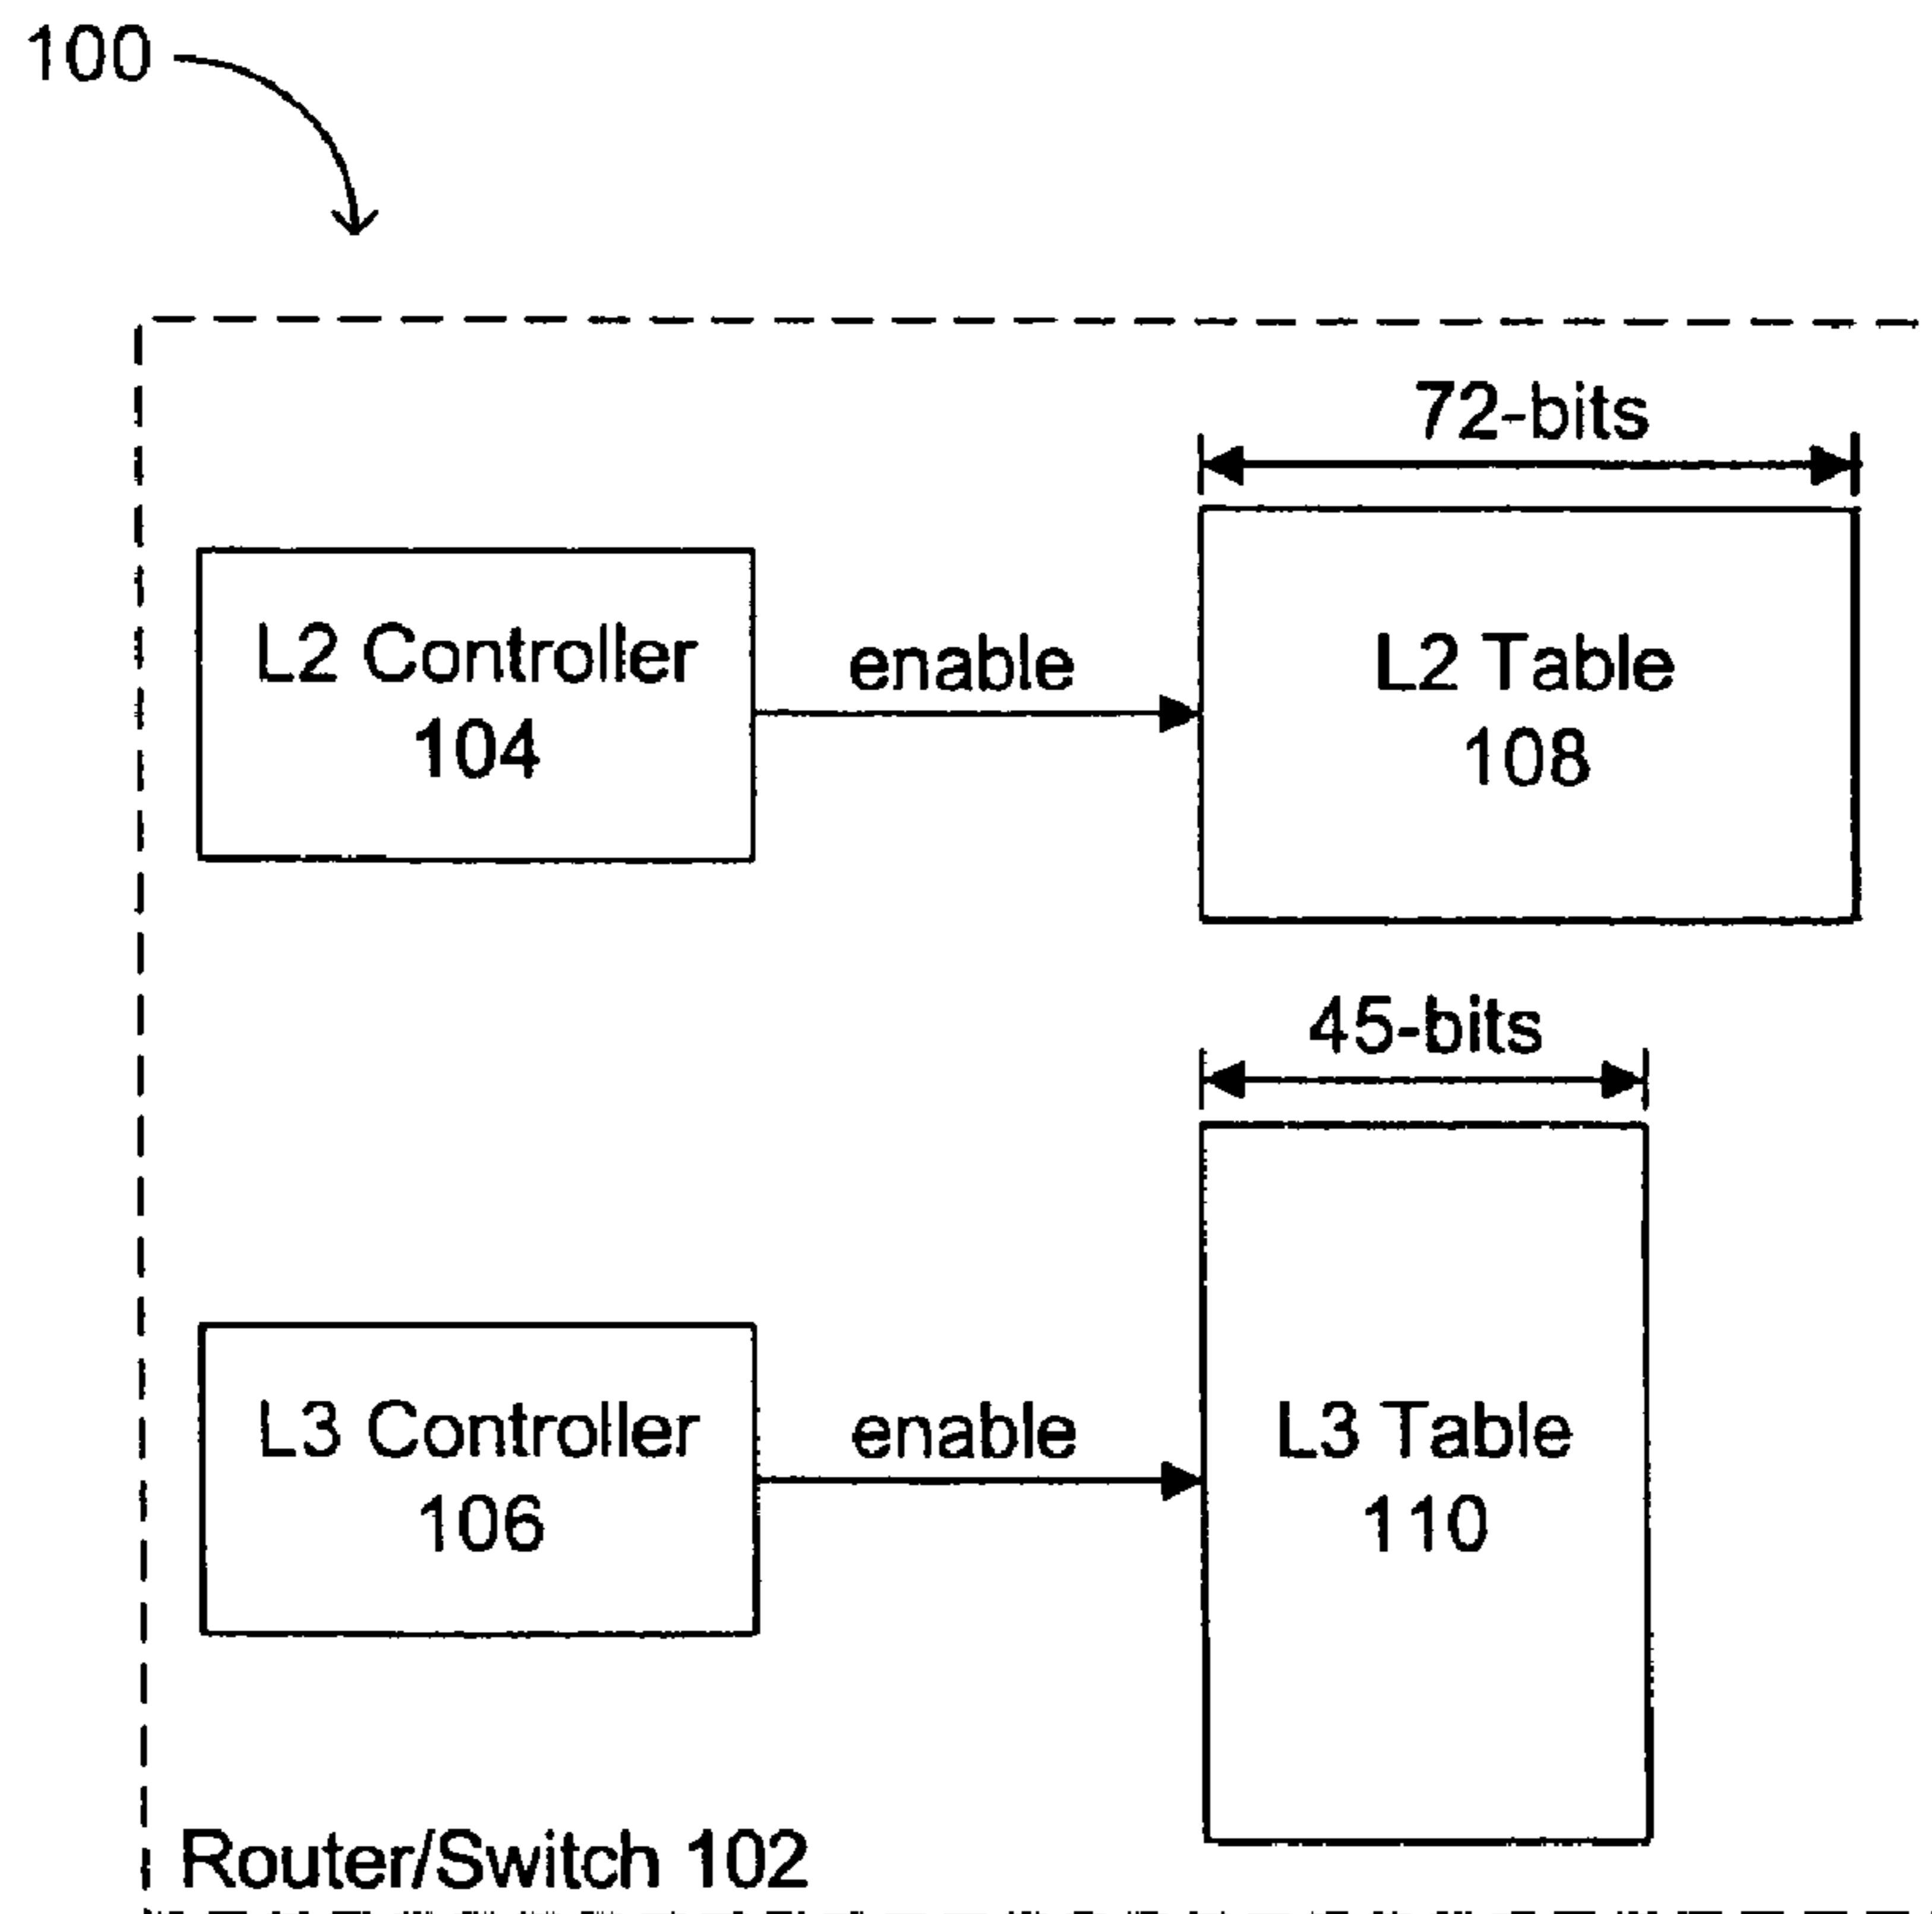 100
72-bits
L2 Controller
104
enable
L2 Table
108
45-bits
L3 Controller
106
enable
L3 Table
110
Router/Switch 102